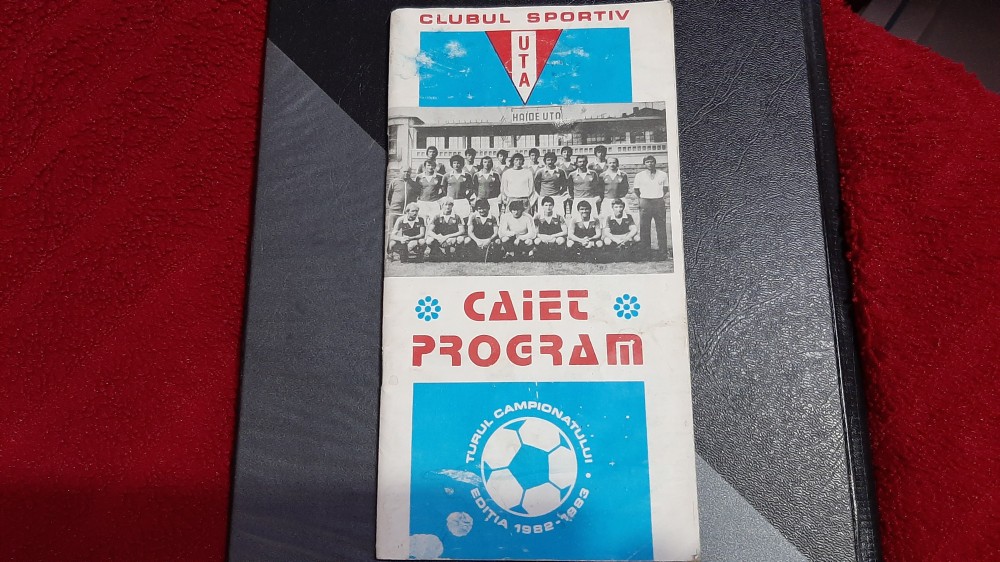 CLUBUL SPORTIV
UTA
HAIDE UTA
CAIET
PROGRAM
TURUL CAMPIONATULUI •
EDIȚIA 1982-1983